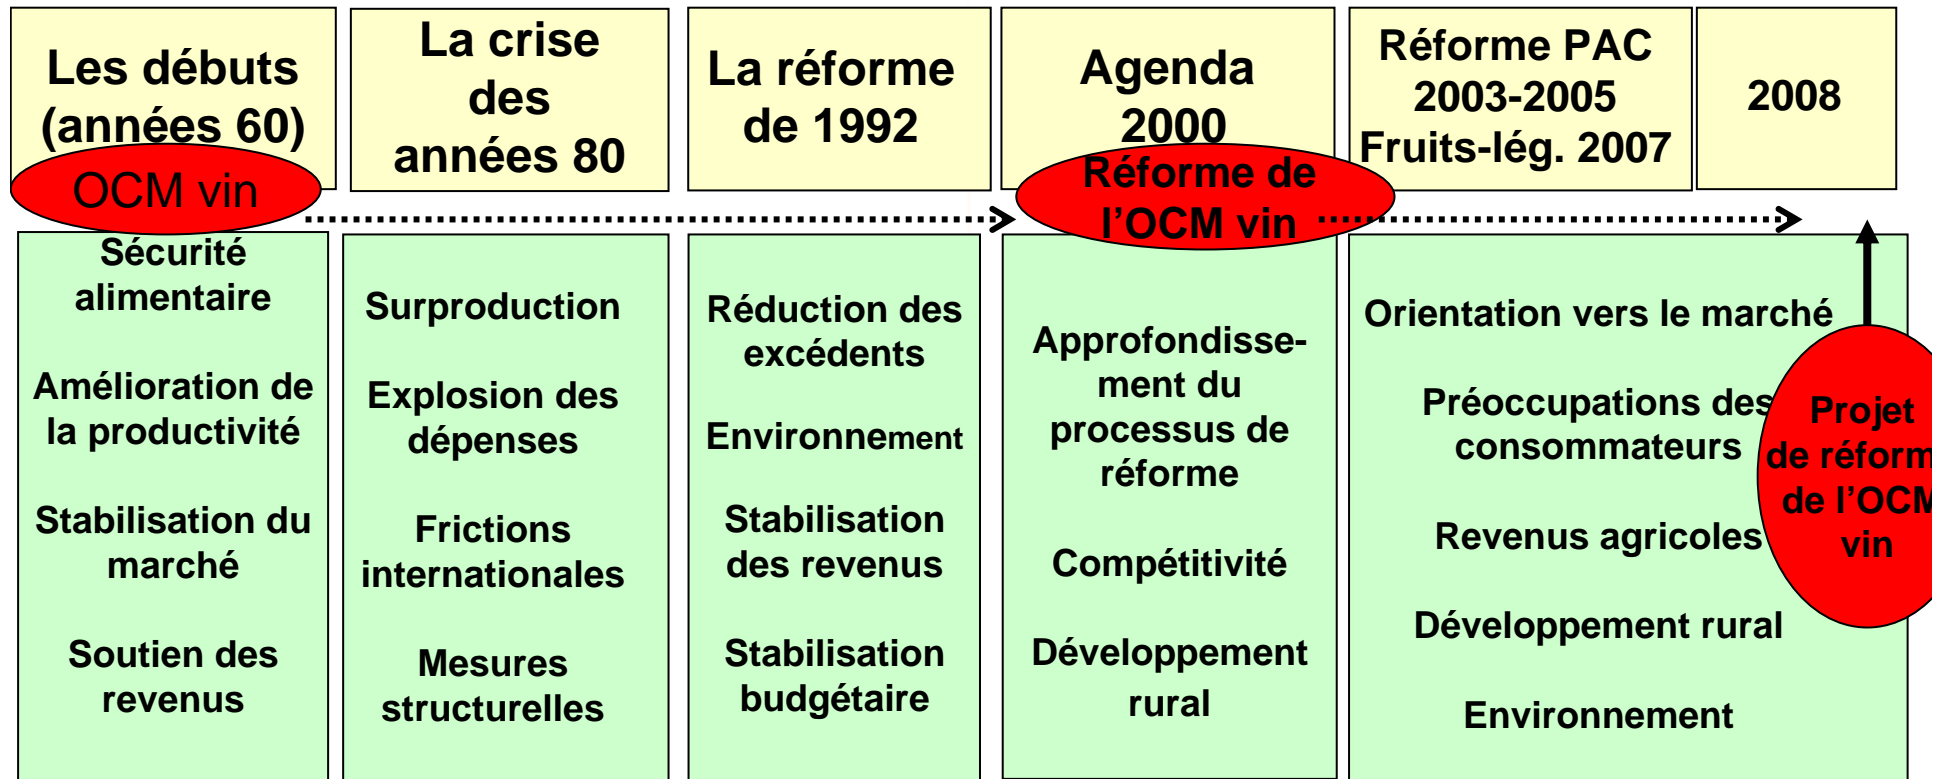 Les débuts
(années 60)
OCM vin
La crise
des
années 80
La réforme
de 1992
Agenda
2000
Réforme de
l'OCM vin
Réforme PAC
2003-2005
Fruits-lég. 2007
2008
Sécurité
alimentaire
Amélioration de
la productivité
Stabilisation du
marché
Soutien des
revenus
Surproduction
Explosion des
dépenses
Frictions
internationales
Mesures
structurelles
Réduction des
excédents
Environnement
Stabilisation
des revenus
Stabilisation
budgétaire
Approfondisse-
ment du
processus de
réforme
Compétitivité
Développement
rural
Orientation vers le marché
Préoccupations des
consommateurs
Revenus agricoles
Développement rural
Environnement
Projet
de réform
de l'OCM
vin